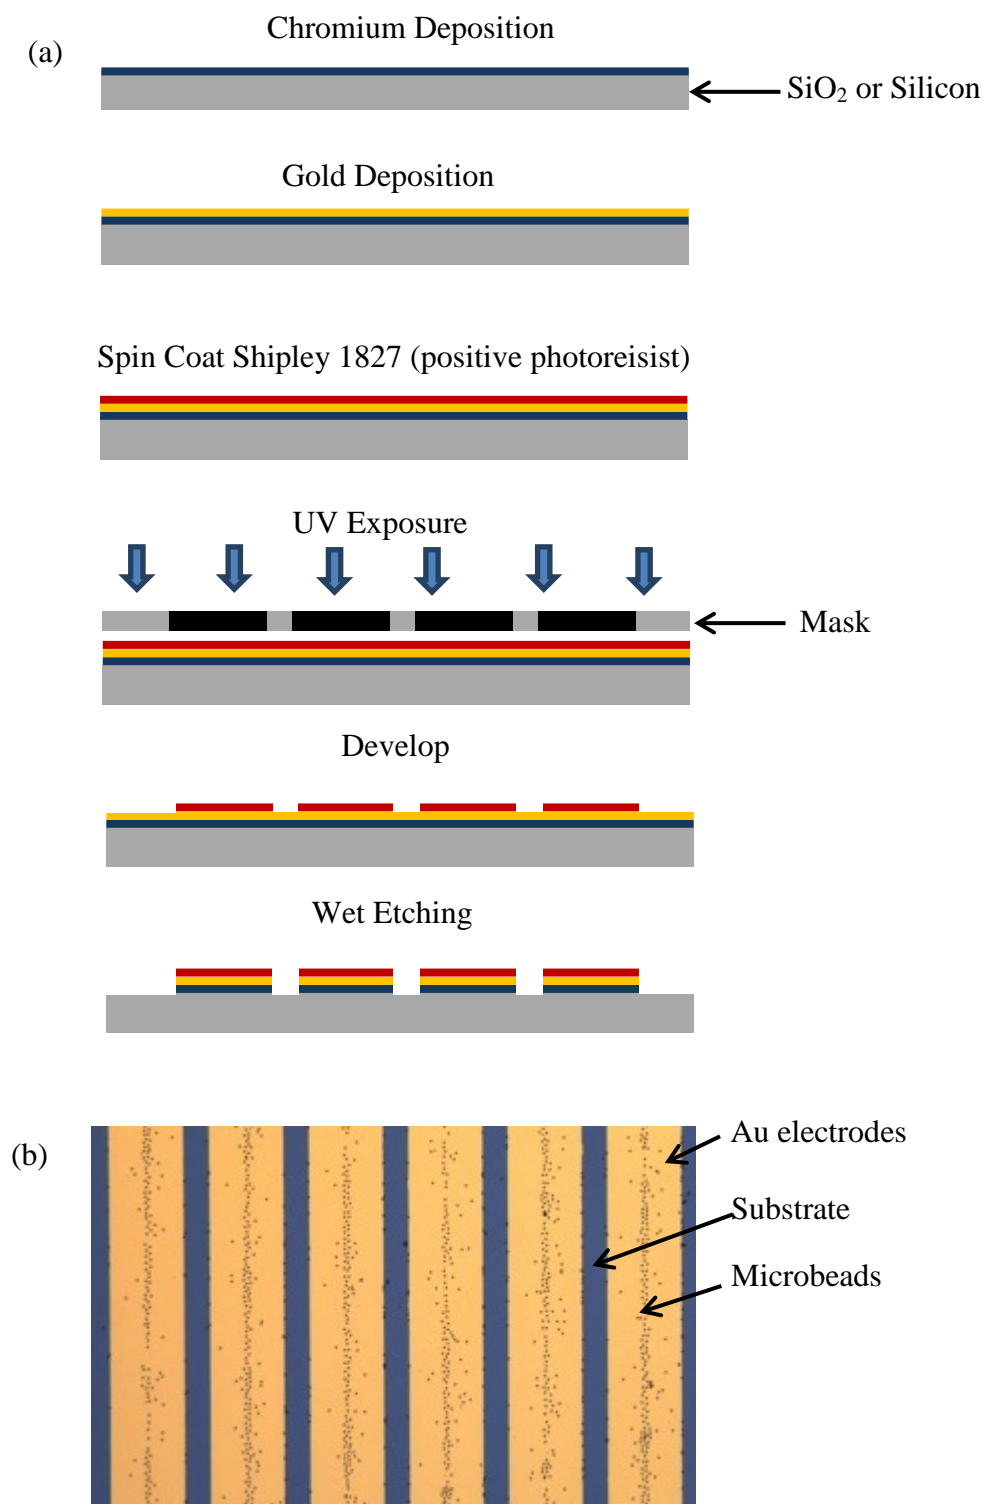 Chromium Deposition
(a)
SiO₂ or Silicon
Gold Deposition
Spin Coat Shipley 1827 (positive photoreisist)
UV Exposure
Mask
Develop
Wet Etching
(b)
Au electrodes
Substrate
Microbeads